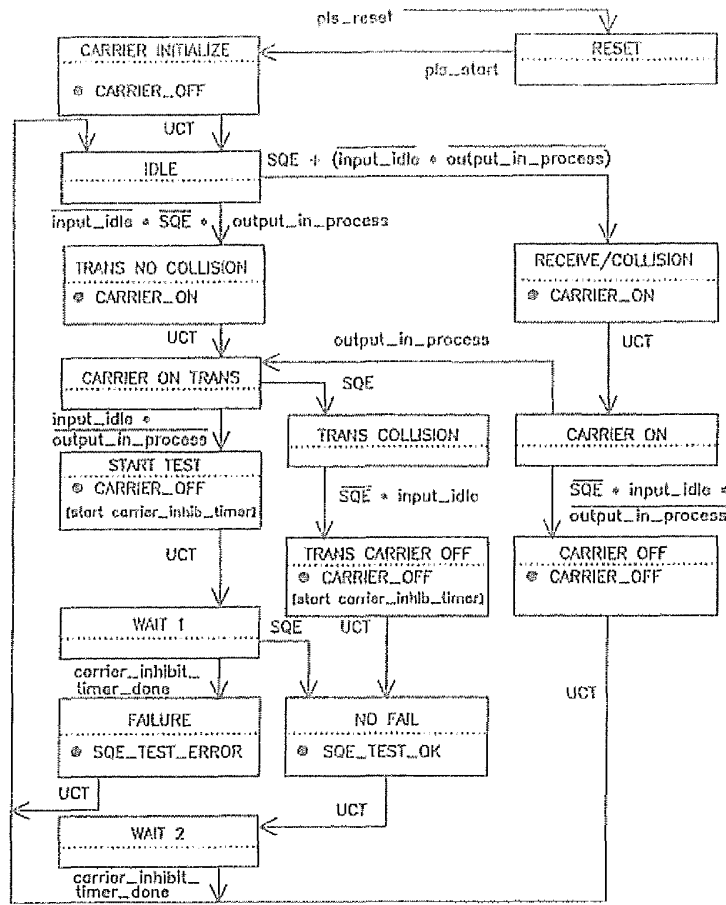 pls_reset
CARRIER INITIALIZE
RESET
pls_start
● CARRIER_OFF
UCT
IDLE
SQE + (input_idle * output_in_process)
input_idle * SQE * output_in_process
TRANS NO COLLISION
RECEIVE/COLLISION
● CARRIER_ON
● CARRIER_ON
UCT
output_in_process
UCT
CARRIER ON TRANS
SQE
input_idle *
output_in_process
TRANS COLLISION
CARRIER ON
START TEST
● CARRIER_OFF
[start carrier_inhib_timer]
SQE * input_idle
SQE * input_idle *
output_in_process
UCT
TRANS CARRIER OFF
CARRIER OFF
● CARRIER_OFF
● CARRIER_OFF
[start carrier_inhib_timer]
WAIT 1
SQE
UCT
carrier_inhibit_
timer_done
UCT
FAILURE
NO FAIL
● SQE_TEST_ERROR
● SQE_TEST_OK
UCT
UCT
WAIT 2
carrier_inhibit_
timer_done